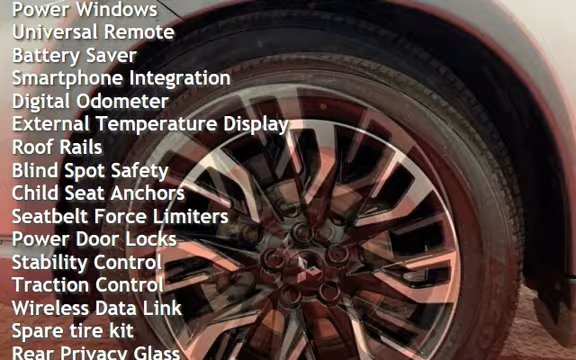 Power Windows
Universal Remote
Battery Saver
Smartphone Integration
Digital Odometer
External Temperature Display
Roof Rails
Blind Spot Safety
Child Seat Anchors
Seatbelt Force Limiters
Power Door Locks
Stability Control
Traction Control
Wireless Data Link
Spare tire kit
Rear Privacy Glass